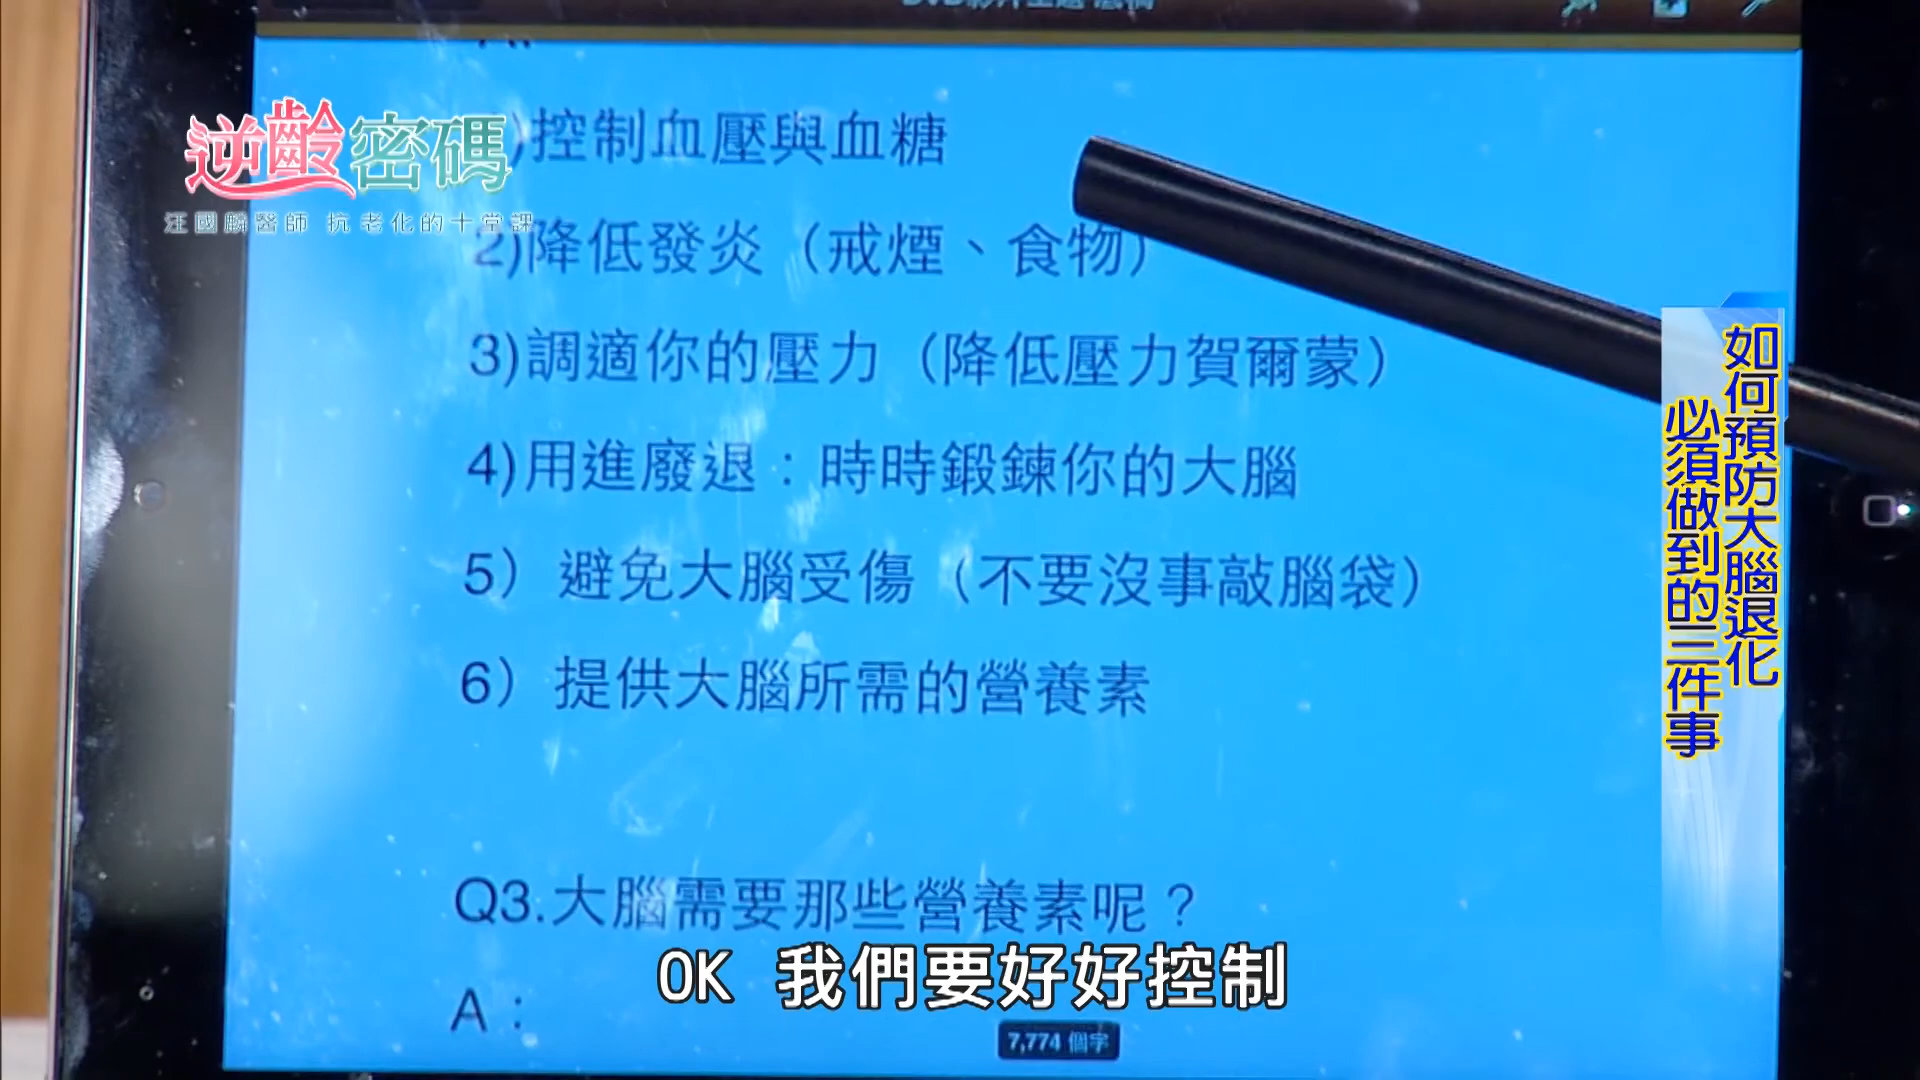 逆齡密碼
汪國麟醫師 抗老化的十堂課
)控制血壓與血糖
2)降低發炎（戒煙、食物）
3)調適你的壓力（降低壓力賀爾蒙）
4)用進廢退：時時鍛鍊你的大腦
5）避免大腦受傷（不要沒事敲腦袋）
6）提供大腦所需的營養素
Q3.大腦需要那些營養素呢？
A：
7,774 個字
如何預防大腦退化
必須做到的三件事
OK 我們要好好控制